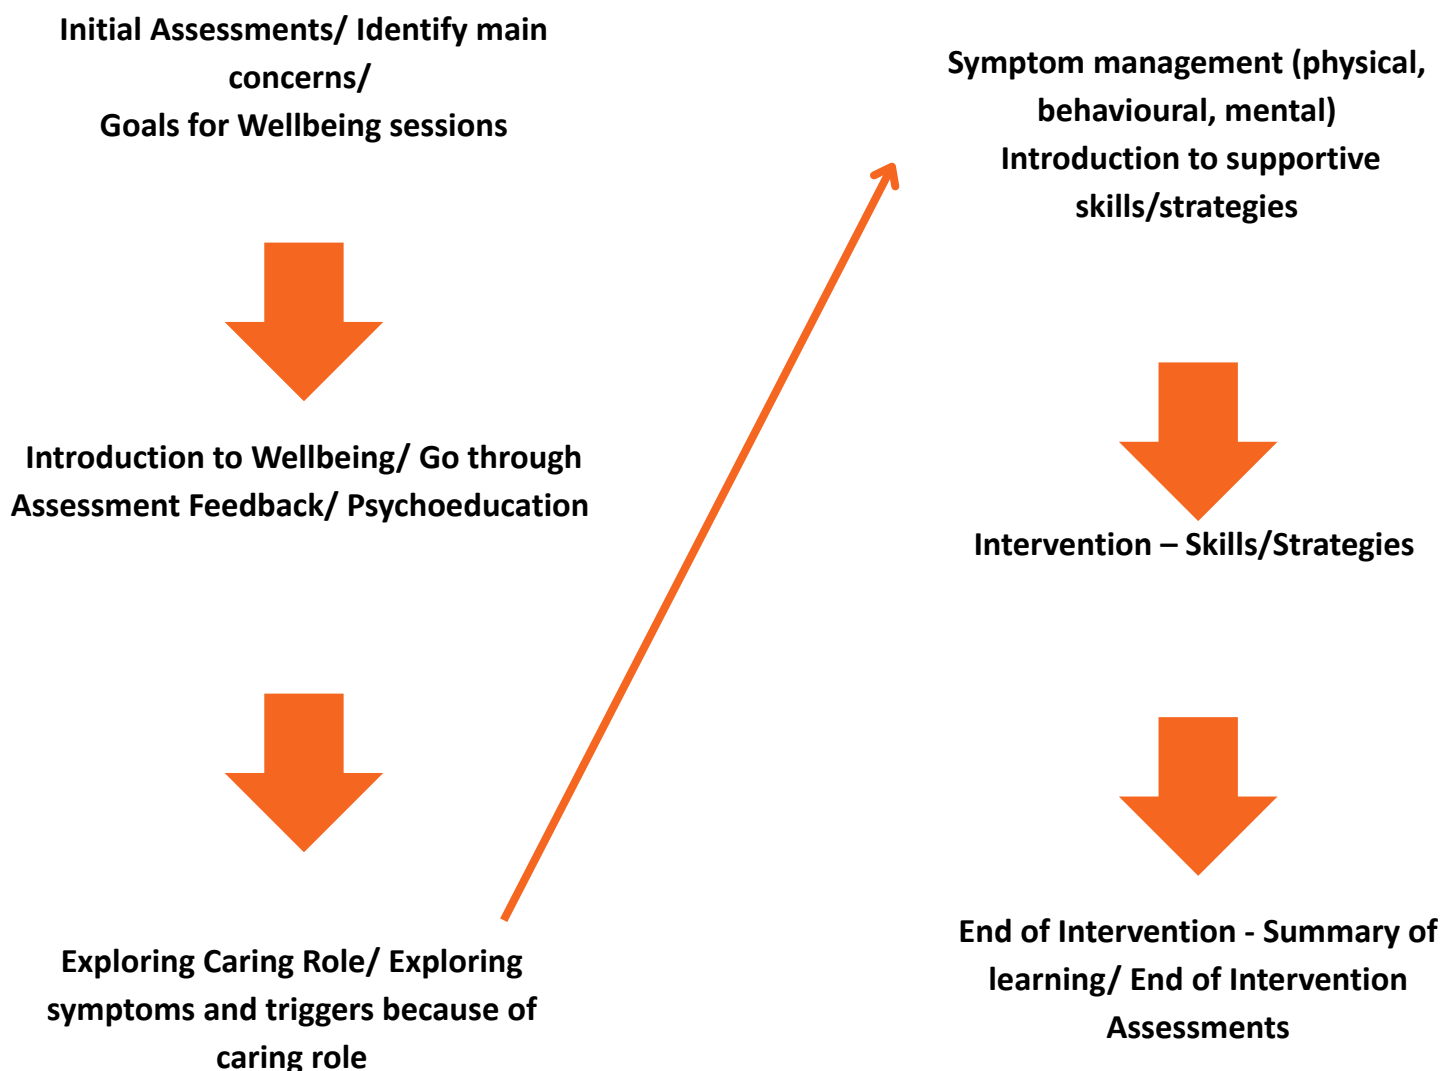 Initial Assessments/ Identify main
concerns/
Goals for Wellbeing sessions
Introduction to Wellbeing/ Go through
Assessment Feedback/ Psychoeducation
Exploring Caring Role/ Exploring
symptoms and triggers because of
caring role
Symptom management (physical,
behavioural, mental)
Introduction to supportive
skills/strategies
Intervention – Skills/Strategies
End of Intervention - Summary of
learning/ End of Intervention
Assessments